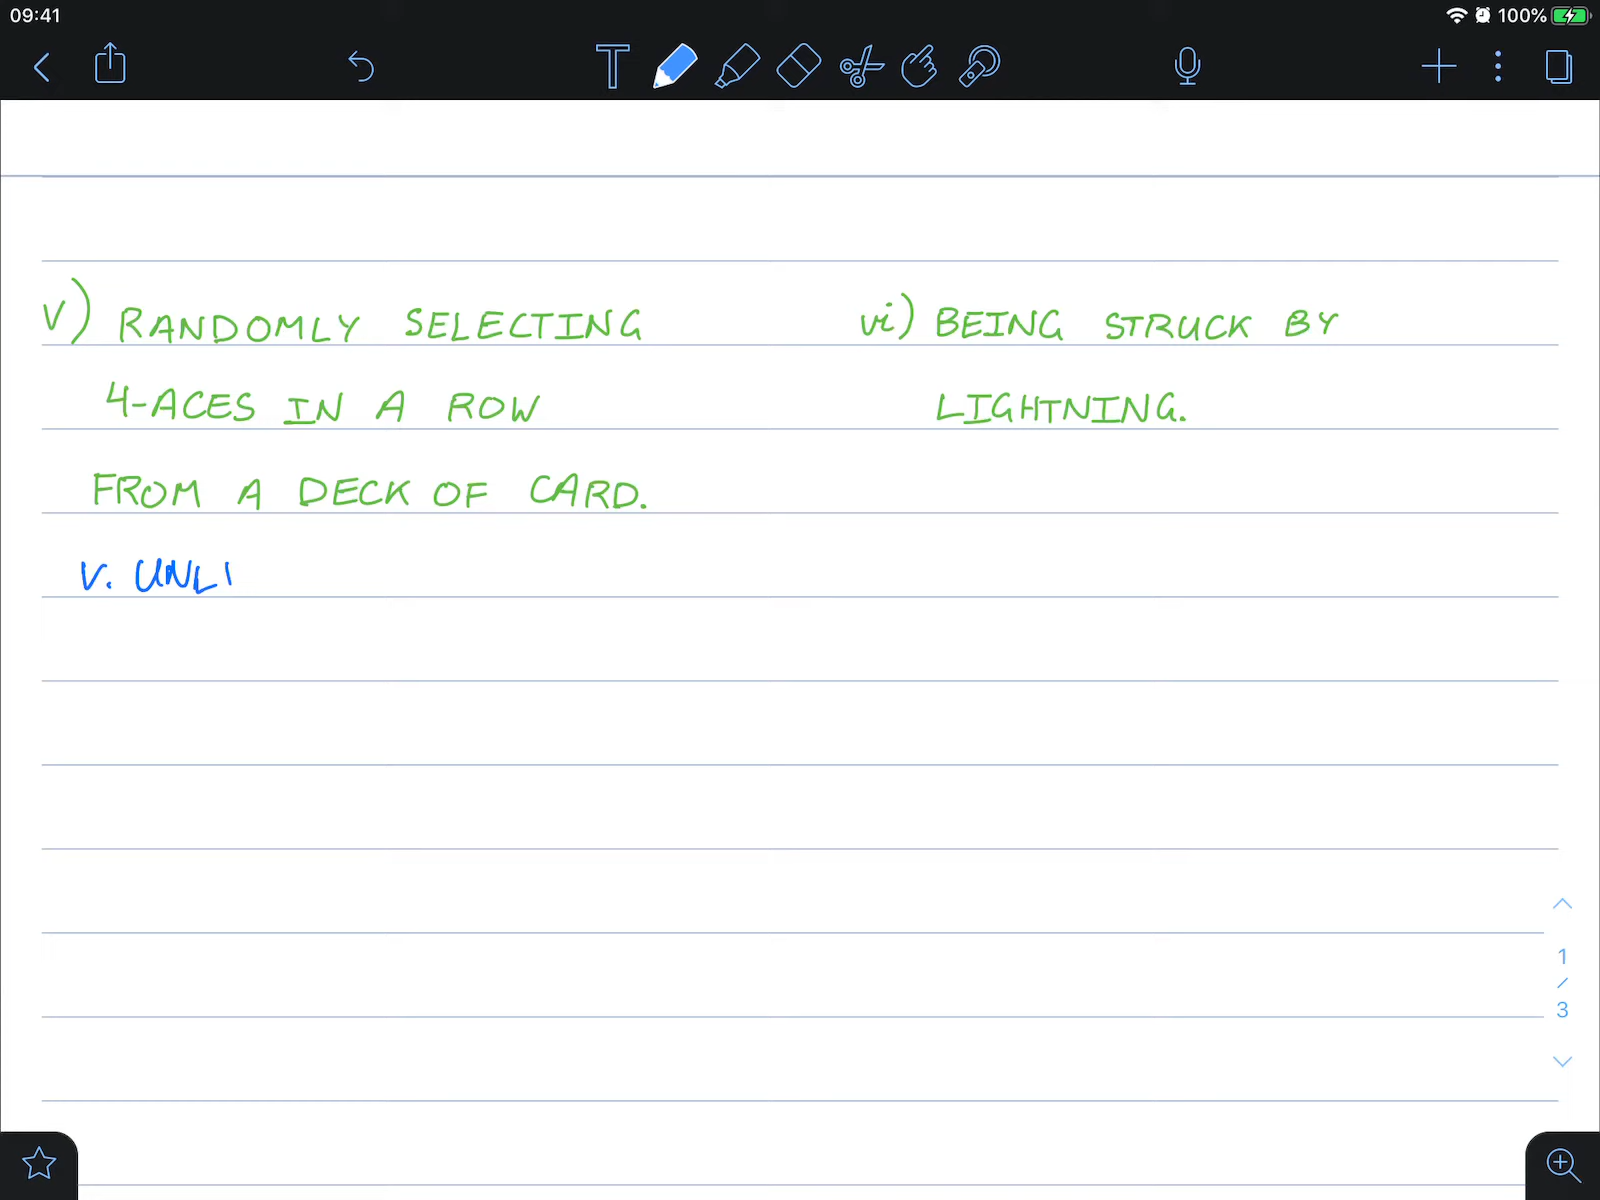 09:41
100%
T
v) RANDOMLY SELECTING
4-ACES IN A ROW
FROM A DECK OF CARD.
V. UNLI
vi) BEING STRUCK BY
LIGHTNING.
1
/
3